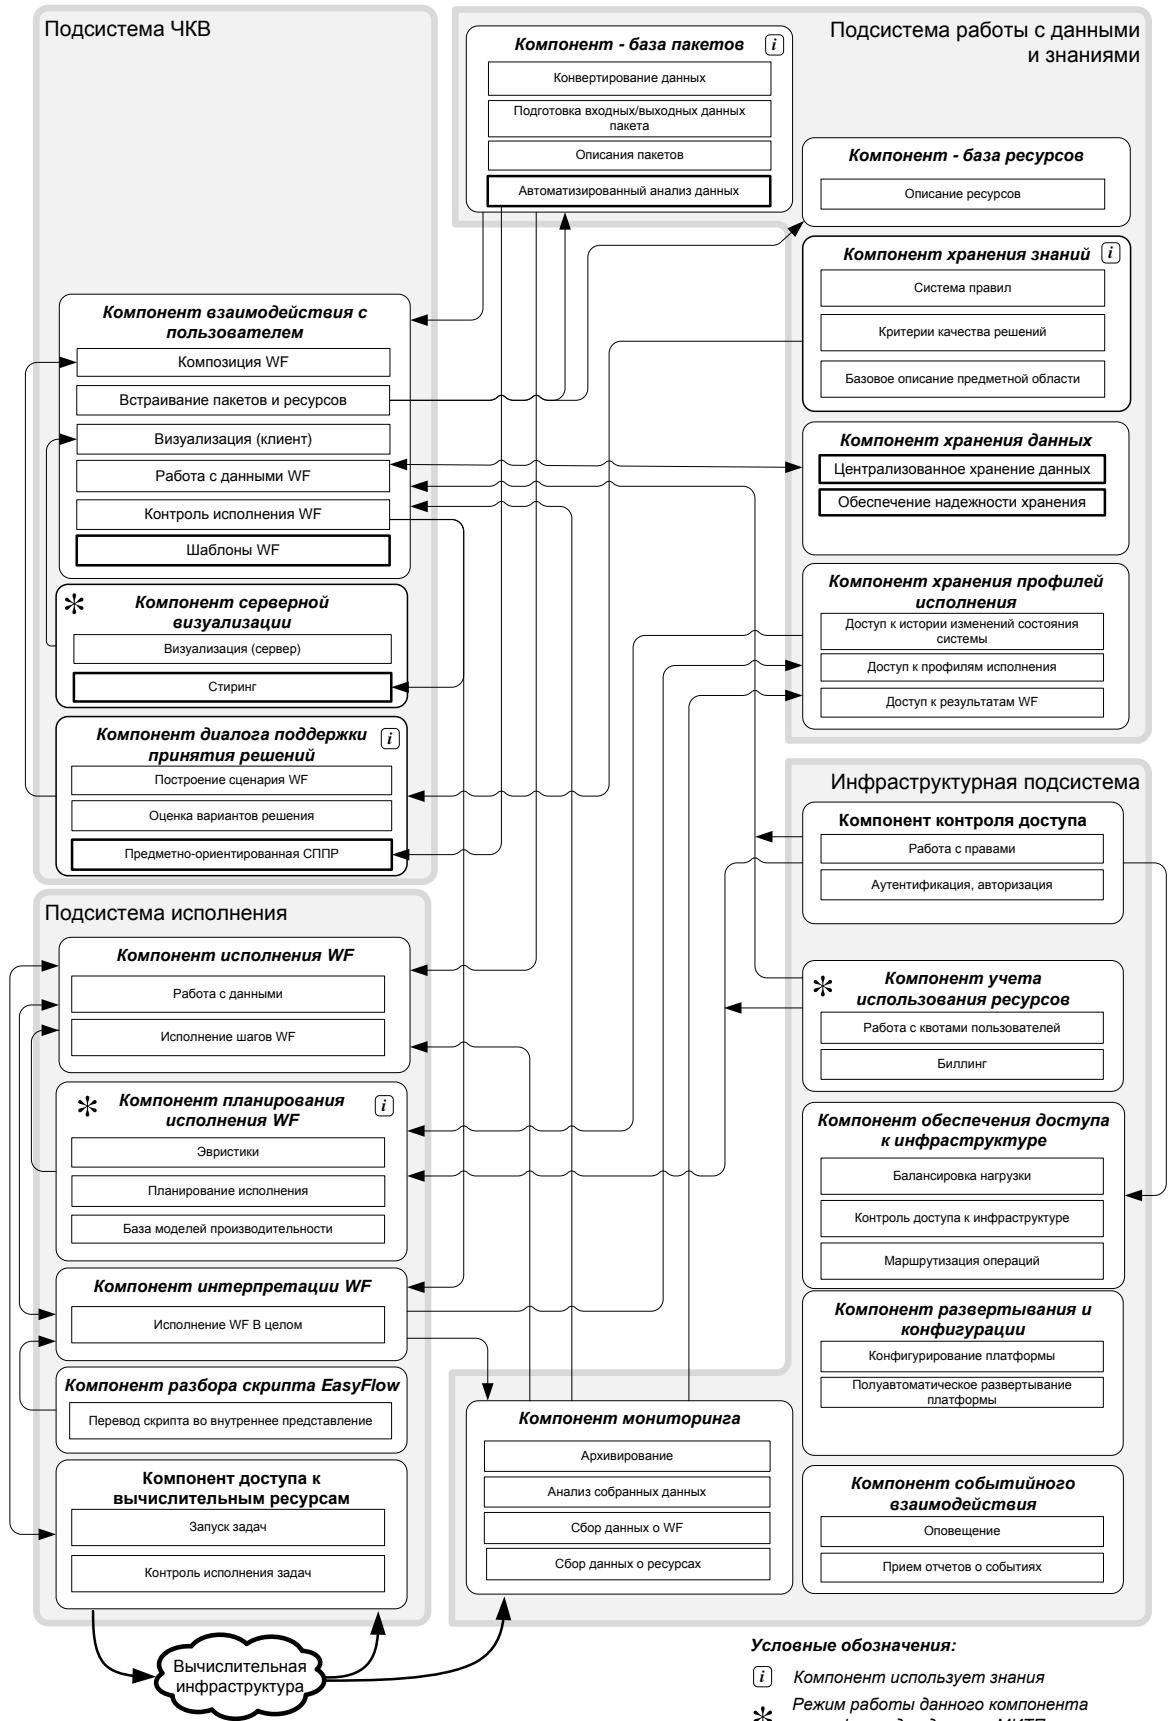 Подсистема ЧКВ
Компонент взаимодействия с
пользователем
Композиция WF
Встраивание пакетов и ресурсов
Визуализация (клиент)
Работа с данными WF
Контроль исполнения WF
Шаблоны WF
Компонент серверной
визуализации
Визуализация (сервер)
Стиринг
Компонент диалога поддержки
принятия решений
i
Построение сценария WF
Оценка вариантов решения
Предметно-ориентированная СППР
Подсистема работы с данными
и знаниями
Компонент - база пакетов
i
Конвертирование данных
Подготовка входных/выходных данных
пакета
Описания пакетов
Автоматизированный анализ данных
Компонент - база ресурсов
Описание ресурсов
Компонент хранения знаний
i
Система правил
Критерии качества решений
Базовое описание предметной области
Компонент хранения данных
Централизованное хранение данных
Обеспечение надежности хранения
Компонент хранения профилей
исполнения
Доступ к истории изменений состояния
системы
Доступ к профилям исполнения
Доступ к результатам WF
Подсистема исполнения
Компонент исполнения WF
Работа с данными
Исполнение шагов WF
Компонент планирования
исполнения WF
i
Эвристики
Планирование исполнения
База моделей производительности
Компонент интерпретации WF
Исполнение WF В целом
Компонент разбора скрипта EasyFlow
Перевод скрипта во внутреннее представление
Компонент доступа к
вычислительным ресурсам
Запуск задач
Контроль исполнения задач
Вычислительная
инфраструктура
Инфраструктурная подсистема
Компонент контроля доступа
Работа с правами
Аутентификация, авторизация
Компонент учета
использования ресурсов
Работа с квотами пользователей
Биллинг
Компонент обеспечения доступа
к инфраструктуре
Балансировка нагрузки
Контроль доступа к инфраструктуре
Маршрутизация операций
Компонент развертывания и
конфигурации
Конфигурирование платформы
Полуавтоматическое развертывание
платформы
Компонент мониторинга
Архивирование
Анализ собранных данных
Сбор данных о WF
Сбор данных о ресурсах
Компонент событийного
взаимодействия
Оповещение
Прием отчетов о событиях
Условные обозначения:
i Компонент использует знания
Режим работы данного компонента